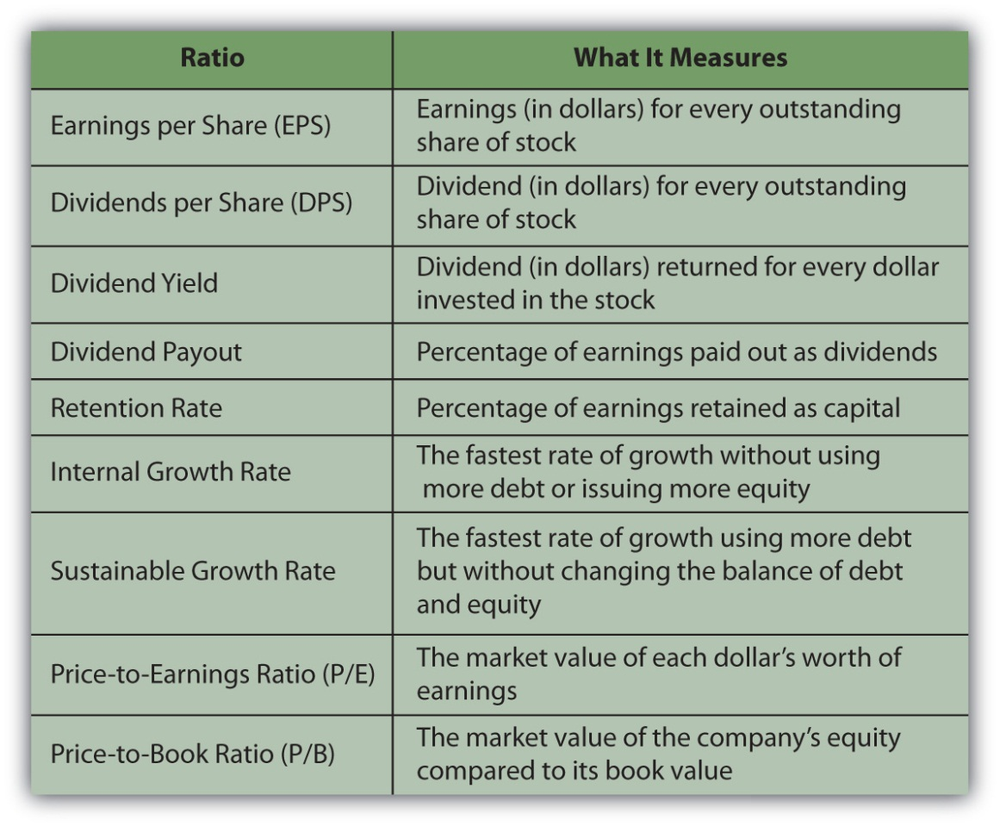 Ratio
What It Measures
Earnings per Share (EPS)
Earnings (in dollars) for every outstanding
share of stock
Dividends per Share (DPS)
Dividend (in dollars) for every outstanding
share of stock
Dividend Yield
Dividend (in dollars) returned for every dollar
invested in the stock
Dividend Payout
Percentage of earnings paid out as dividends
Retention Rate
Percentage of earnings retained as capital
Internal Growth Rate
The fastest rate of growth without using
more debt or issuing more equity
Sustainable Growth Rate
The fastest rate of growth using more debt
but without changing the balance of debt
and equity
Price-to-Earnings Ratio (P/E)
The market value of each dollar’s worth of
earnings
Price-to-Book Ratio (P/B)
The market value of the company’s equity
compared to its book value